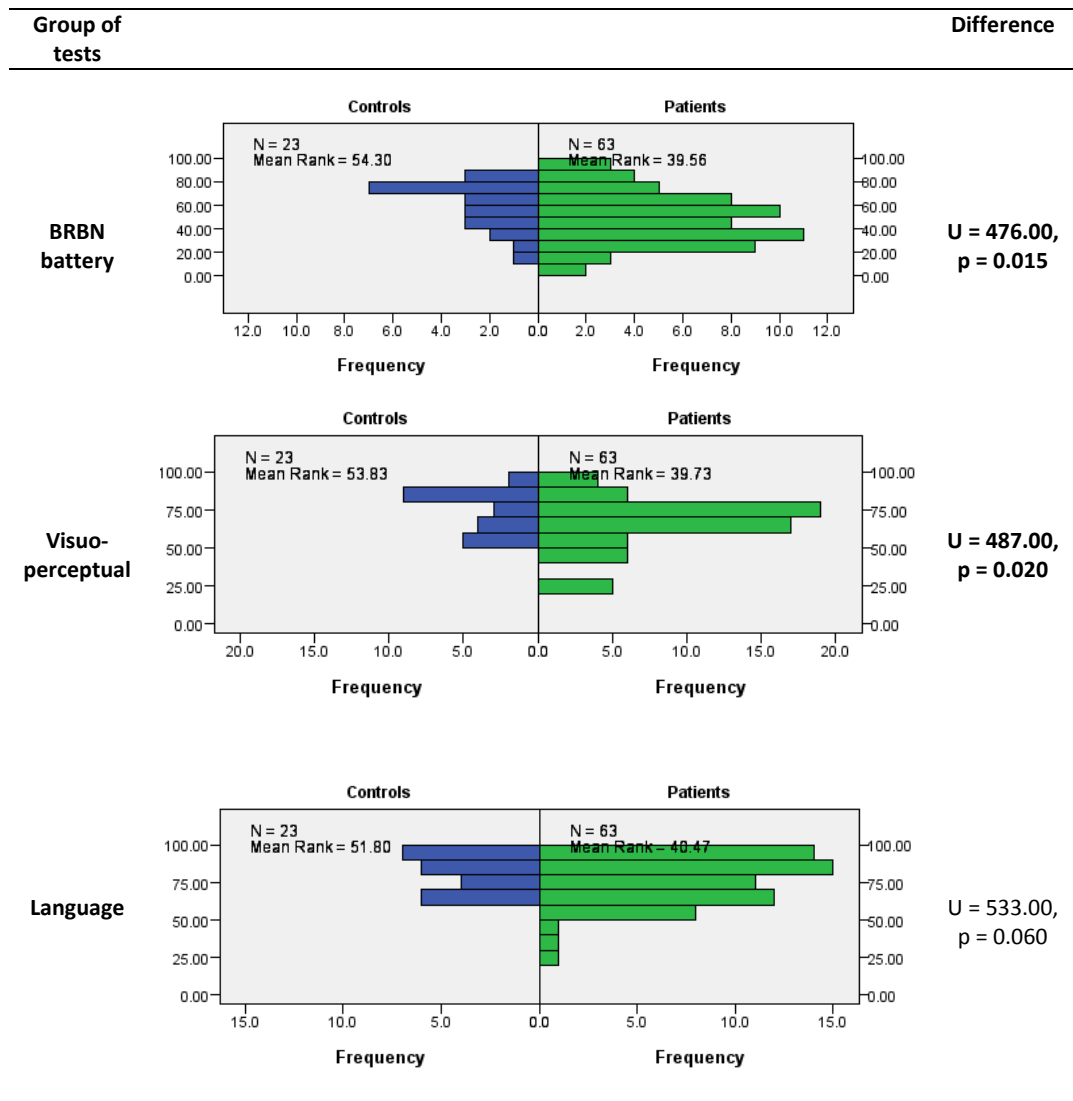 Group of tests
Difference
BRBN battery
Controls
Patients
N = 23
Mean Rank = 54.30
N = 63
Mean Rank = 39.56
100.00
80.00
60.00
40.00
20.00
0.00
100.00
80.00
60.00
40.00
20.00
0.00
12.0 10.0 8.0 6.0 4.0 2.0 0.0 0.0 2.0 4.0 6.0 8.0 10.0 12.0
Frequency
Frequency
U = 476.00,
p = 0.015
Visuo-
perceptual
Controls
Patients
N = 23
Mean Rank = 53.83
N = 63
Mean Rank = 39.73
100.00
75.00
50.00
25.00
0.00
100.00
75.00
50.00
25.00
0.00
20.0 15.0 10.0 5.0 0.0 0.0 5.0 10.0 15.0 20.0
Frequency
Frequency
U = 487.00,
p = 0.020
Language
Controls
Patients
N = 23
Mean Rank = 51.80
N = 63
Mean Rank = 40.47
100.00
75.00
50.00
25.00
0.00
100.00
75.00
50.00
25.00
0.00
15.0 10.0 5.0 0.0 0.0 5.0 10.0 15.0
Frequency
Frequency
U = 533.00,
p = 0.060